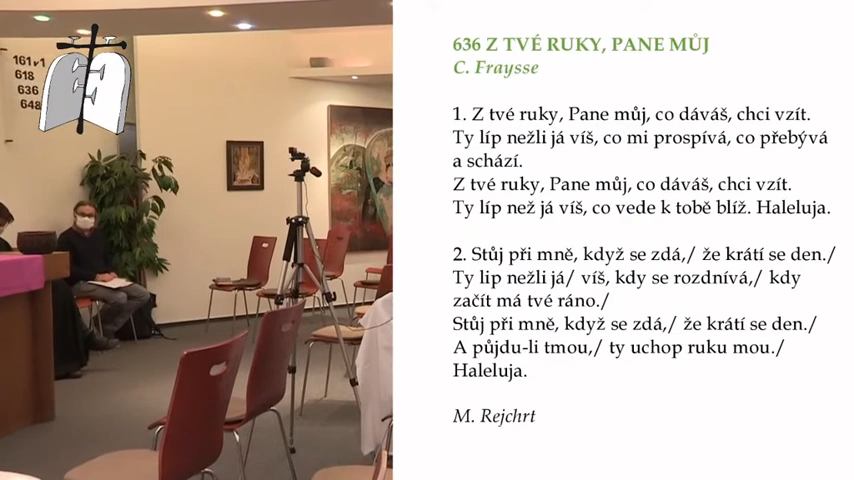 161 v 1
618
636
648
636 Z TVÉ RUKY, PANE MŮJ
C. Fraysse
1. Z tvé ruky, Pane můj, co dáváš, chci vzít.
Ty líp nežli já víš, co mi prospívá, co přebývá
a schází.
Z tvé ruky, Pane můj, co dáváš, chci vzít.
Ty líp než já víš, co vede k tobě blíž. Haleluja.
2. Stůj při mně, když se zdá,/ že krátí se den./
Ty lip nežli já/ víš, kdy se rozdnívá,/ kdy
začít má tvé ráno./
Stůj při mně, když se zdá,/ že krátí se den./
A půjdu-li tmou,/ ty uchop ruku mou./
Haleluja.
M. Rejchrt